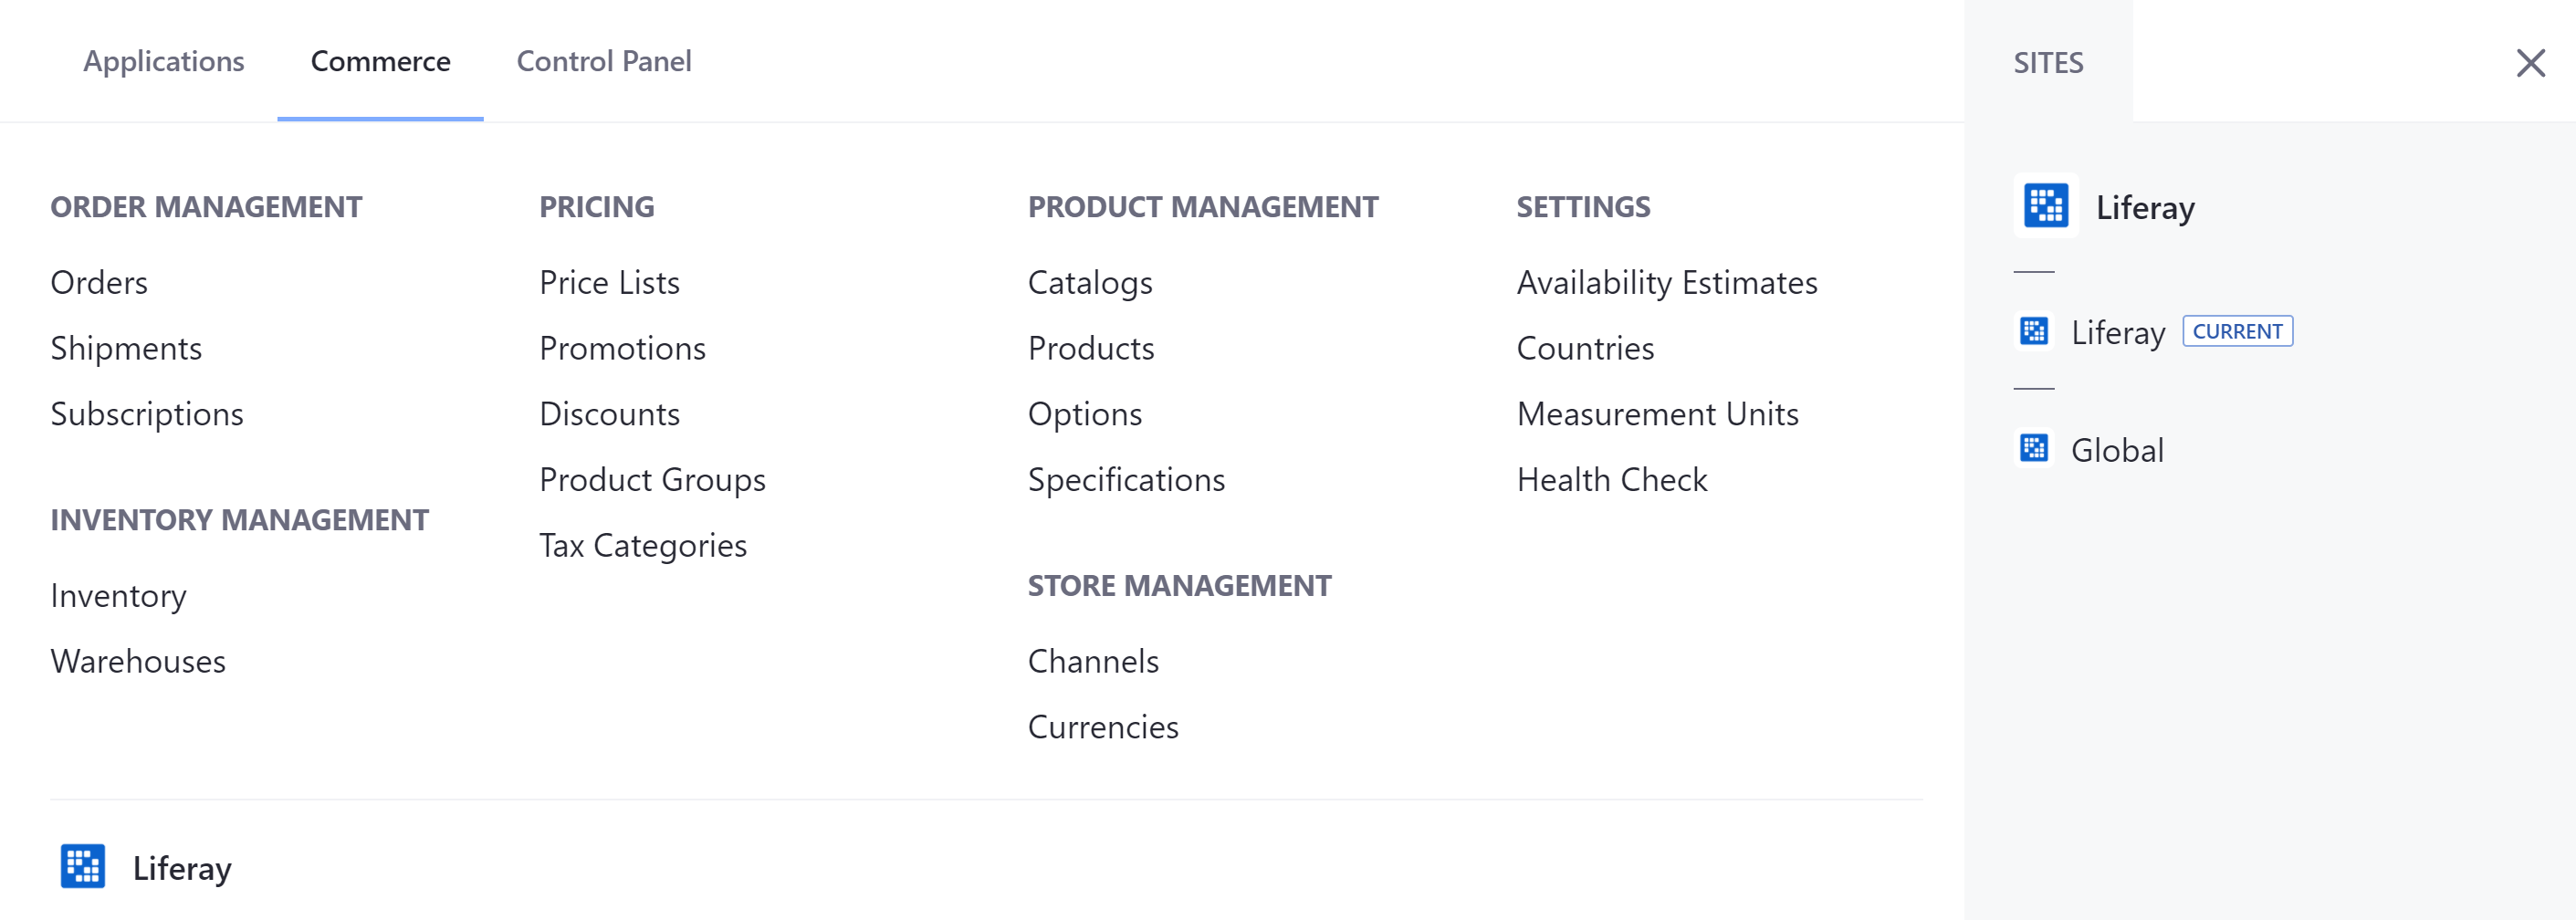 Applications
Commerce
Control Panel
SITES
ORDER MANAGEMENT
Orders
Shipments
Subscriptions
INVENTORY MANAGEMENT
Inventory
Warehouses
PRICING
Price Lists
Promotions
Discounts
Product Groups
Tax Categories
PRODUCT MANAGEMENT
Catalogs
Products
Options
Specifications
STORE MANAGEMENT
Channels
Currencies
SETTINGS
Availability Estimates
Countries
Measurement Units
Health Check
Liferay
Liferay CURRENT
Global
Liferay